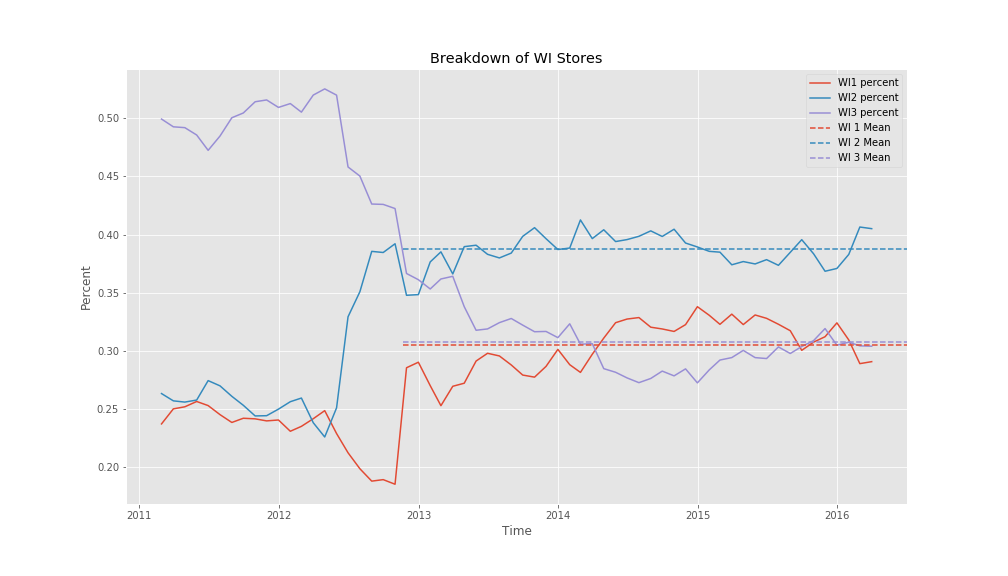 Breakdown of WI Stores
WI1 percent
WI2 percent
WI3 percent
WI 1 Mean
WI 2 Mean
WI 3 Mean
Percent
0.50
0.45
0.40
0.35
0.30
0.25
0.20
2011 2012 2013 2014 2015 2016
Time